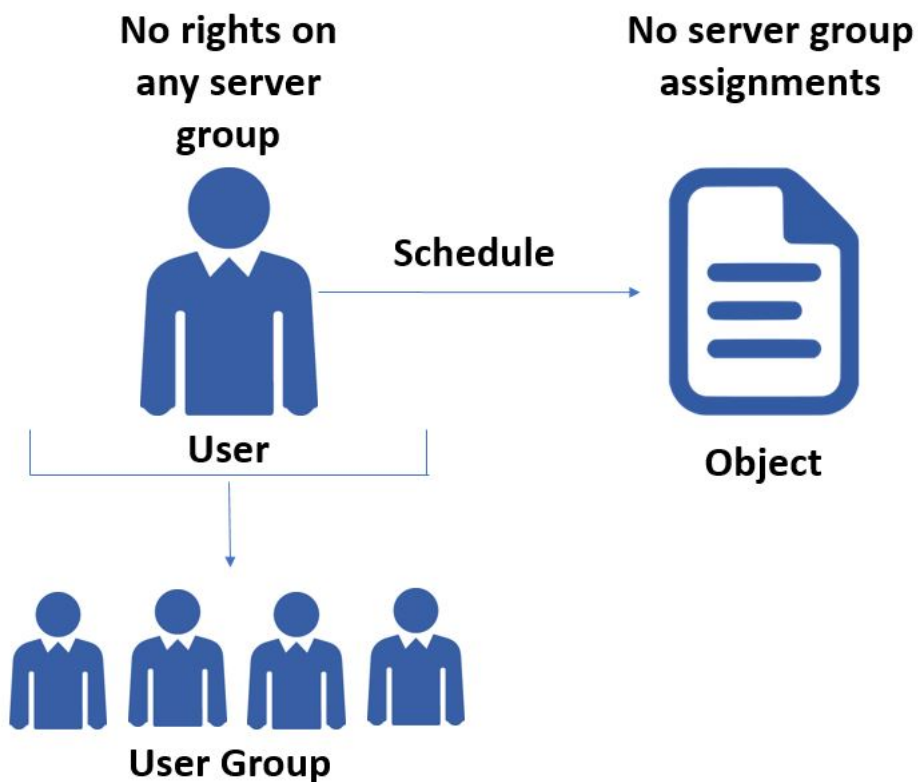 No rights on
any server
group
No server group
assignments
Schedule
User
Object
User Group